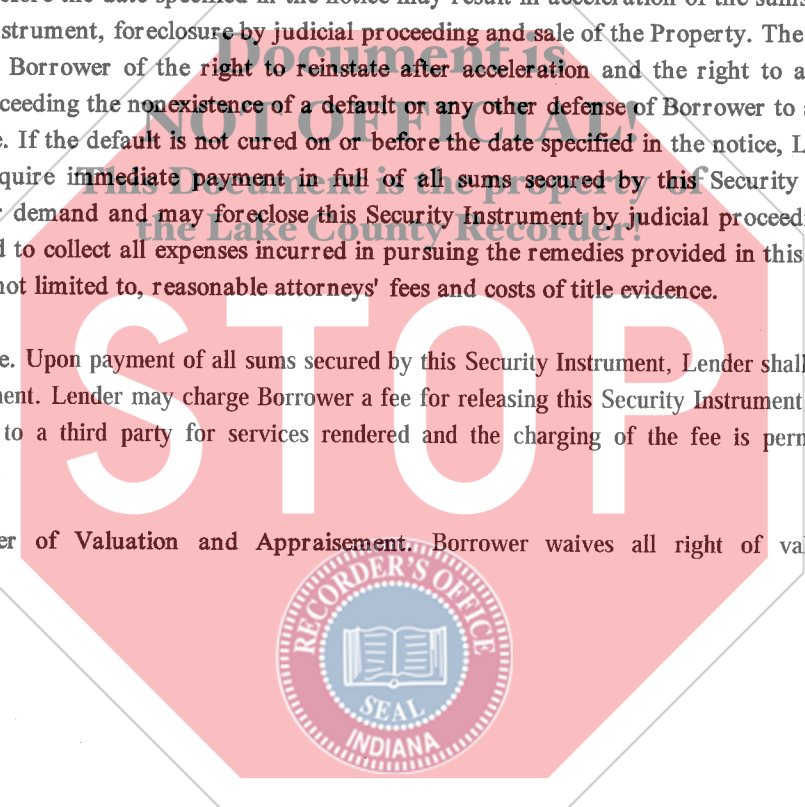 strument, foreclosure by judicial proceeding and sale of the Property. The
Document is
Borrower of the right to reinstate after acceleration and the right to a
ceeding the nonexistence of a default or any other defense of Borrower to
NOT OFFICIAL!
e. If the default is not cured on or before the date specified in the notice, L
quire immediate payment in full of all sums secured by this Security
This Document is the property of
demand and may foreclose this Security Instrument by judicial proceedi
the Lake County Recorder!
d to collect all expenses incurred in pursuing the remedies provided in this
not limited to, reasonable attorneys' fees and costs of title evidence.
e. Upon payment of all sums secured by this Security Instrument, Lender shall
ent. Lender may charge Borrower a fee for releasing this Security Instrument
STOP
to a third party for services rendered and the charging of the fee is perm
er of Valuation and Appraisement. Borrower waives all right of val
RECORDER'S OFFICE
SEAL
INDIANA